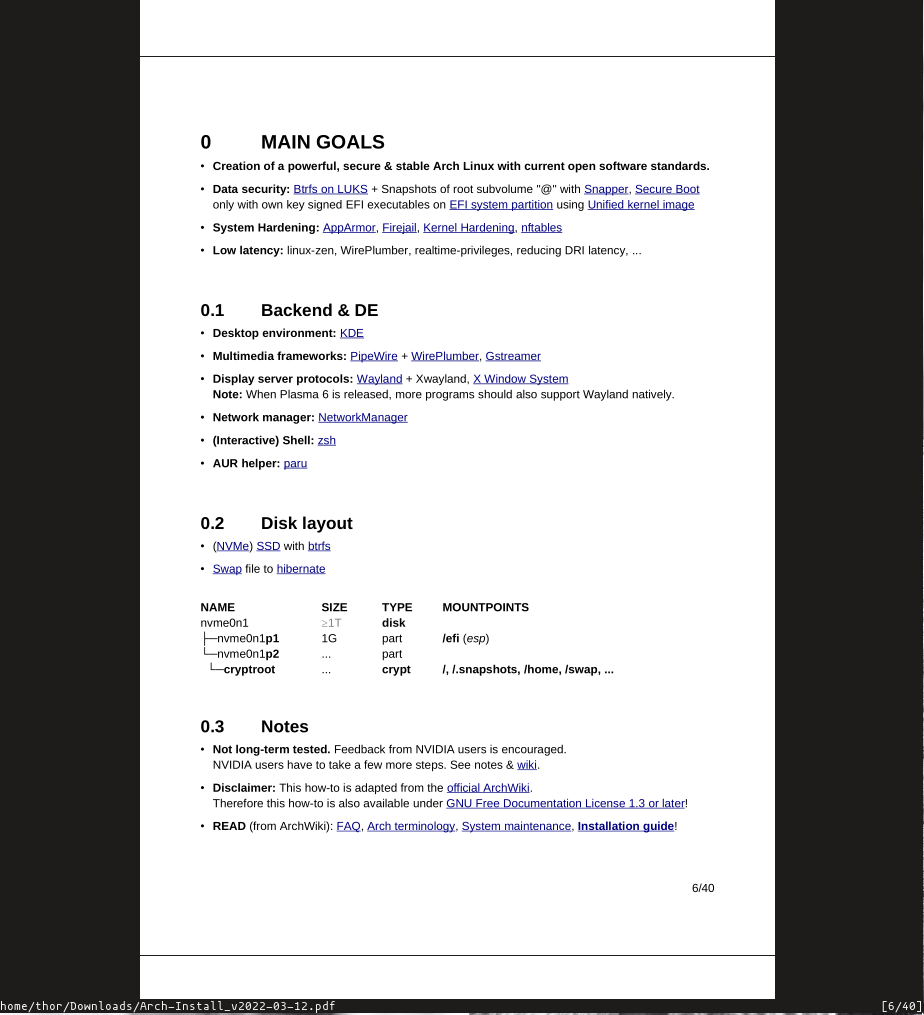 0 MAIN GOALS
• Creation of a powerful, secure & stable Arch Linux with current open software standards.
• Data security: Btrfs on LUKS + Snapshots of root subvolume "@" with Snapper, Secure Boot
only with own key signed EFI executables on EFI system partition using Unified kernel image
• System Hardening: AppArmor, Firejail, Kernel Hardening, nftables
• Low latency: linux-zen, WirePlumber, realtime-privileges, reducing DRI latency, ...
0.1 Backend & DE
• Desktop environment: KDE
• Multimedia frameworks: PipeWire + WirePlumber, Gstreamer
• Display server protocols: Wayland + Xwayland, X Window System
Note: When Plasma 6 is released, more programs should also support Wayland natively.
• Network manager: NetworkManager
• (Interactive) Shell: zsh
• AUR helper: paru
0.2 Disk layout
• (NVMe) SSD with btrfs
• Swap file to hibernate
NAME SIZE TYPE MOUNTPOINTS
nvme0n1 ≥1T disk
├─nvme0n1p1 1G part /efi (esp)
└─nvme0n1p2 ... part
└─cryptroot ... crypt /, /.snapshots, /home, /swap, ...
0.3 Notes
• Not long-term tested. Feedback from NVIDIA users is encouraged.
NVIDIA users have to take a few more steps. See notes & wiki.
• Disclaimer: This how-to is adapted from the official ArchWiki.
Therefore this how-to is also available under GNU Free Documentation License 1.3 or later!
• READ (from ArchWiki): FAQ, Arch terminology, System maintenance, Installation guide!
6/40
home/thor/Downloads/Arch-Install_v2022-03-12.pdf [6/40]